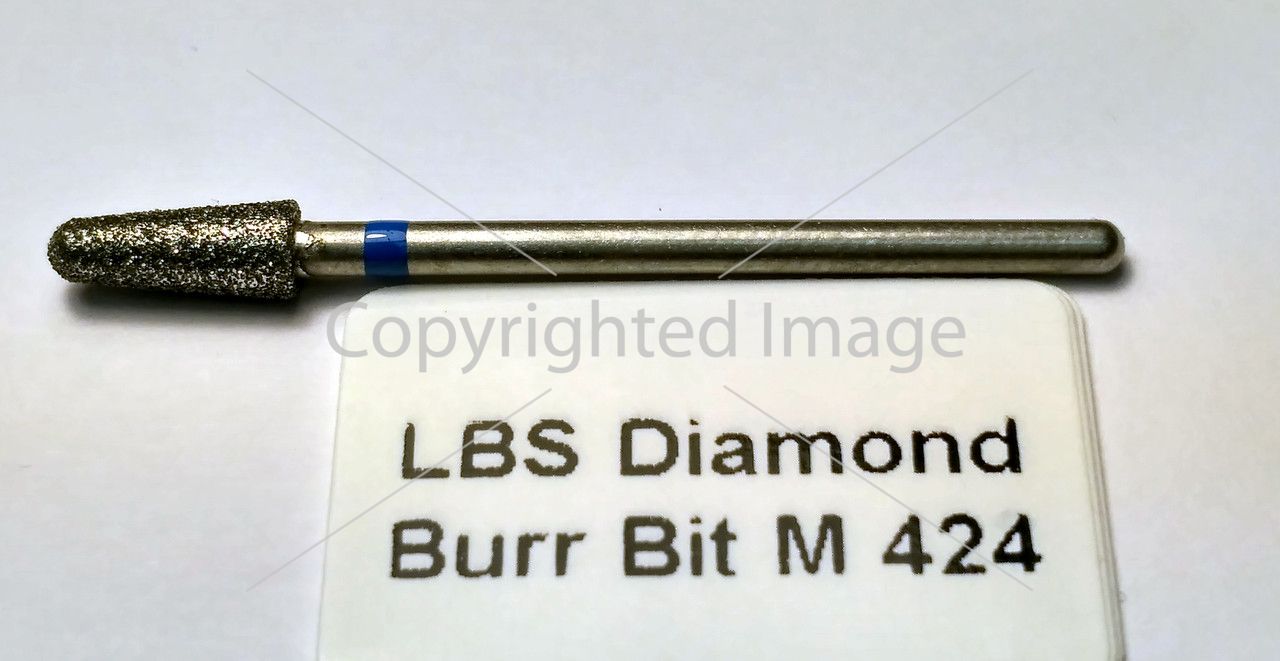 Copyrighted Image
LBS Diamond
Burr Bit M 424